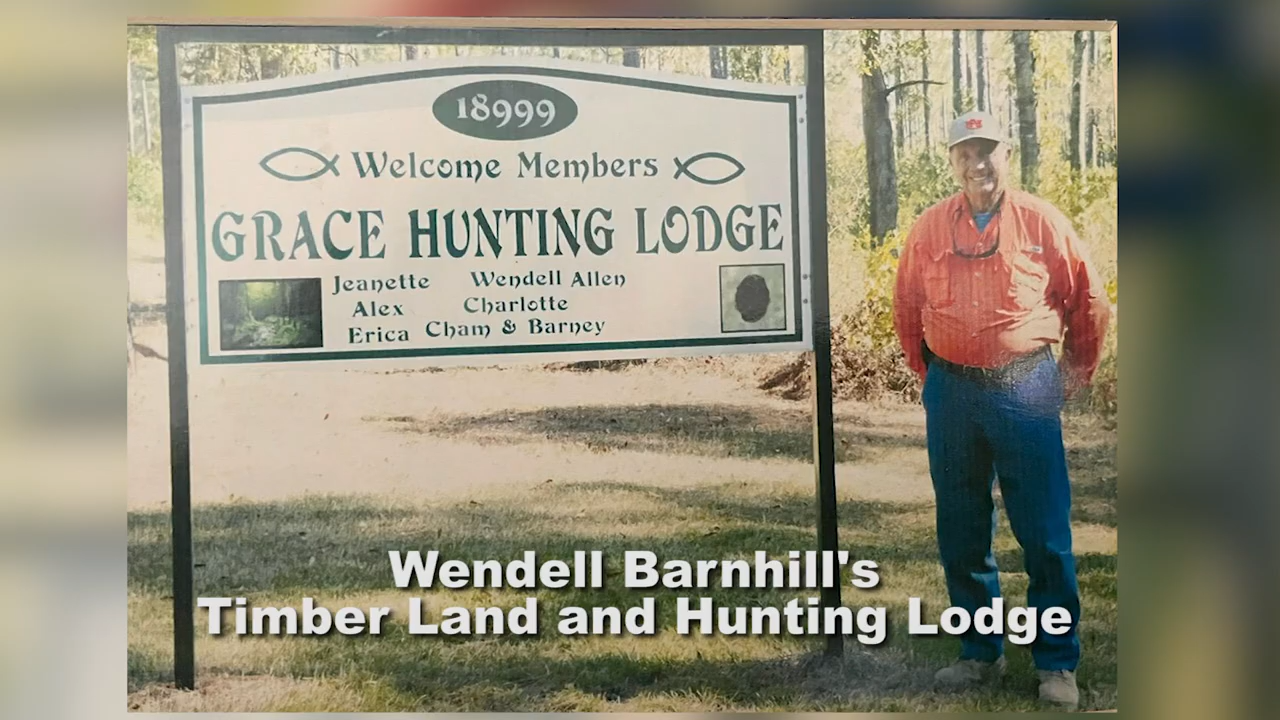 18999
Welcome Members
GRACE HUNTING LODGE
Jeanette Wendell Allen
Alex Charlotte
Erica Cham & Barney
Wendell Barnhill's
Timber Land and Hunting Lodge